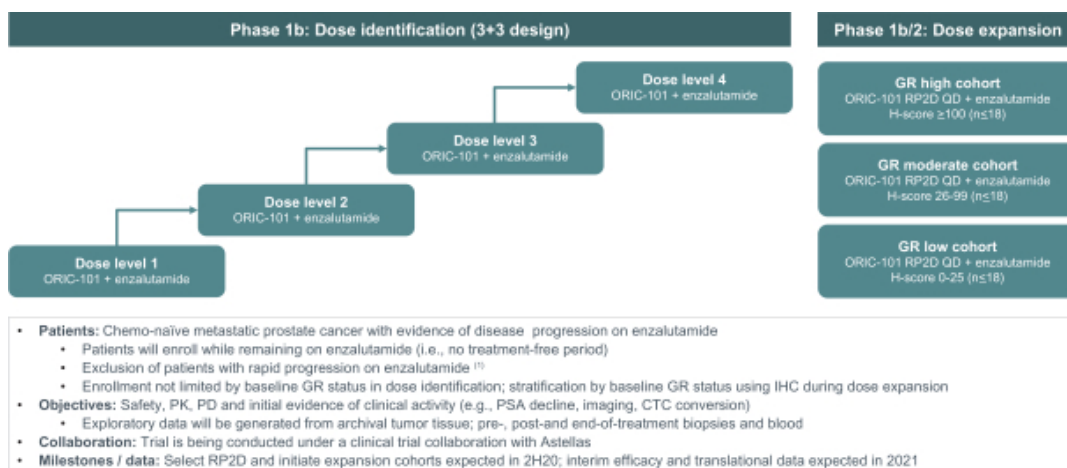 Phase 1b: Dose identification (3+3 design)
Phase 1b/2: Dose expansion
Dose level 4
ORIC-101 + enzalutamide
Dose level 3
ORIC-101 + enzalutamide
Dose level 2
ORIC-101 + enzalutamide
Dose level 1
ORIC-101 + enzalutamide
GR high cohort
ORIC-101 RP2D QD + enzalutamide
H-score ≥100 (n≤18)
GR moderate cohort
ORIC-101 RP2D QD + enzalutamide
H-score 26-99 (n≤18)
GR low cohort
ORIC-101 RP2D QD + enzalutamide
H-score 0-25 (n≤18)
• Patients: Chemo-naïve metastatic prostate cancer with evidence of disease progression on enzalutamide
• Patients will enroll while remaining on enzalutamide (i.e., no treatment-free period)
• Exclusion of patients with rapid progression on enzalutamide (1)
• Enrollment not limited by baseline GR status in dose identification; stratification by baseline GR status using IHC during dose expansion
• Objectives: Safety, PK, PD and initial evidence of clinical activity (e.g., PSA decline, imaging, CTC conversion)
• Exploratory data will be generated from archival tumor tissue; pre-, post-and end-of-treatment biopsies and blood
• Collaboration: Trial is being conducted under a clinical trial collaboration with Astellas
• Milestones / data: Select RP2D and initiate expansion cohorts expected in 2H20; interim efficacy and translational data expected in 2021